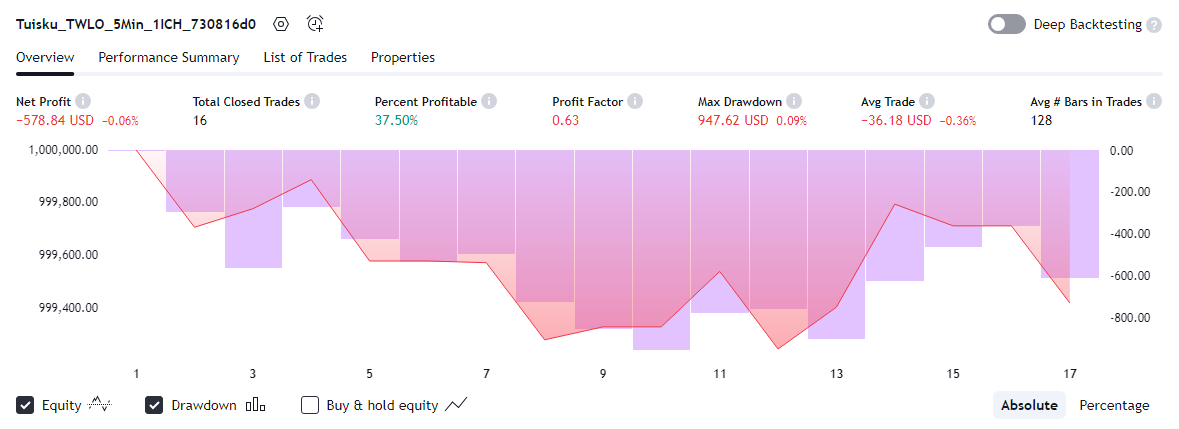 Tuisku_TWLO_5Min_1ICH_730816d0 Deep Backtesting ?
Overview Performance Summary List of Trades Properties
Net Profit i Total Closed Trades i Percent Profitable i Profit Factor i Max Drawdown i Avg Trade i Avg # Bars in Trades i
−578.84 USD −0.06% 16 37.50% 0.63 947.62 USD 0.09% −36.18 USD −0.36% 128
1,000,000.00 0.00
999,800.00 -200.00
999,600.00 -400.00
999,400.00 -600.00
-800.00
1 3 5 7 9 11 13 15 17
Equity Drawdown Buy & hold equity Absolute Percentage